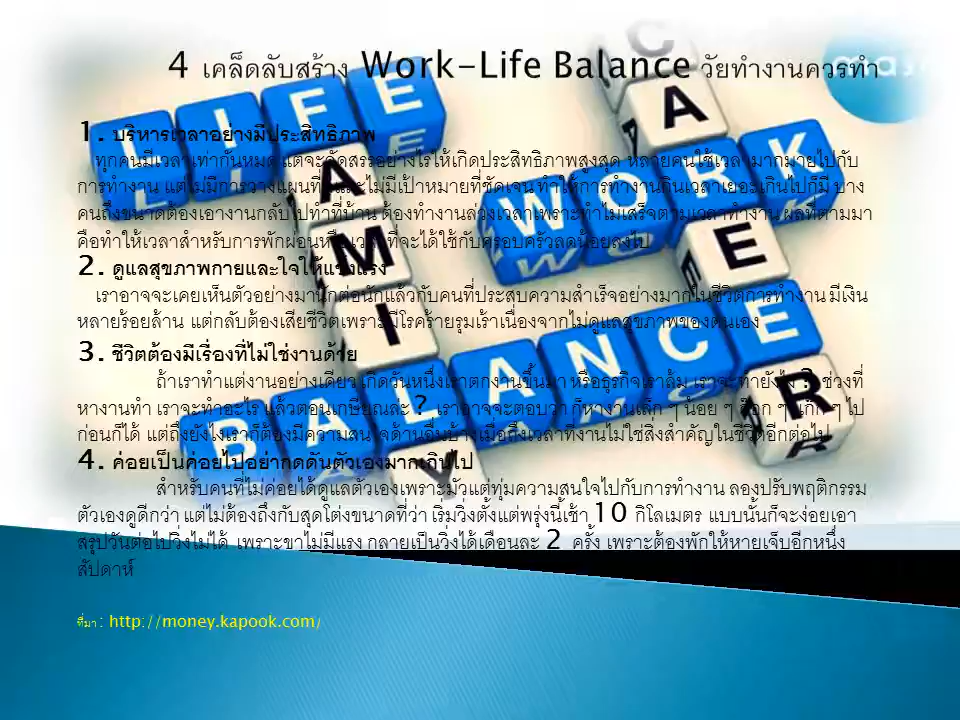 4 เคล็ดลับสร้าง Work-Life Balance วัยทำงานควรทำ
1. บริหารเวลาอย่างมีประสิทธิภาพ
ทุกคนมีเวลาเท่ากันหมด แต่จะจัดสรรอย่างไรให้เกิดประสิทธิภาพสูงสุด หลายคนใช้เวลามากมายไปกับ
การทำงาน แต่ไม่มีการวางแผนที่ดีและไม่มีเป้าหมายที่ชัดเจน ทำให้การทำงานกินเวลาเยอะเกินไปก็มี บาง
คนถึงขนาดต้องเอางานกลับไปทำที่บ้าน ต้องทำงานล่วงเวลาเพราะทำไม่เสร็จตามเวลาทำงาน ผลที่ตามมา
คือทำให้เวลาสำหรับการพักผ่อนหรือเวลาที่จะได้ใช้กับครอบครัวลดน้อยลงไป
2. ดูแลสุขภาพกายและใจให้แข็งแรง
เราอาจจะเคยเห็นตัวอย่างมานักต่อนักแล้วกับคนที่ประสบความสำเร็จอย่างมากในชีวิตการทำงาน มีเงิน
หลายร้อยล้าน แต่กลับต้องเสียชีวิตเพราะมีโรคร้ายรุมเร้าเนื่องจากไม่ดูแลสุขภาพของตนเอง
3. ชีวิตต้องมีเรื่องที่ไม่ใช่งานด้วย
ถ้าเราทำแต่งานอย่างเดียว เกิดวันหนึ่งเราตกงานขึ้นมา หรือธุรกิจเราล้ม เราจะทำยังไง ? ช่วงที่
หางานทำ เราจะทำอะไร แล้วตอนเกษียณล่ะ ? เราอาจจะตอบว่า ก็หางานเล็ก ๆ น้อย ๆ ก๊อก ๆ แก๊ก ๆ ไป
ก่อนก็ได้ แต่ถึงยังไงเราก็ต้องมีความสนใจด้านอื่นบ้างเมื่อถึงเวลาที่งานไม่ใช่สิ่งสำคัญในชีวิตอีกต่อไป
4. ค่อยเป็นค่อยไปอย่ากดดันตัวเองมากเกินไป
สำหรับคนที่ไม่ค่อยได้ดูแลตัวเองเพราะมัวแต่ทุ่มความสนใจไปกับการทำงาน ลองปรับพฤติกรรม
ตัวเองดูดีกว่า แต่ไม่ต้องถึงกับสุดโต่งขนาดที่ว่า เริ่มวิ่งตั้งแต่พรุ่งนี้เช้า 10 กิโลเมตร แบบนั้นก็จะง่อยเอา
สรุปวันต่อไปวิ่งไม่ได้ เพราะขาไม่มีแรง กลายเป็นวิ่งได้เดือนละ 2 ครั้ง เพราะต้องพักให้หายเจ็บอีกหนึ่ง
สัปดาห์
ที่มา : http://money.kapook.com/
LIFE
FAMILY
WORK
CAREER
BALANCE